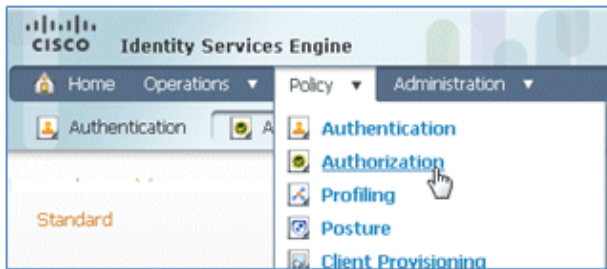 CISCO Identity Services Engine
Home Operations Policy Administration
Authentication A
Standard
Authentication
Authorization
Profiling
Posture
Client Provisioning